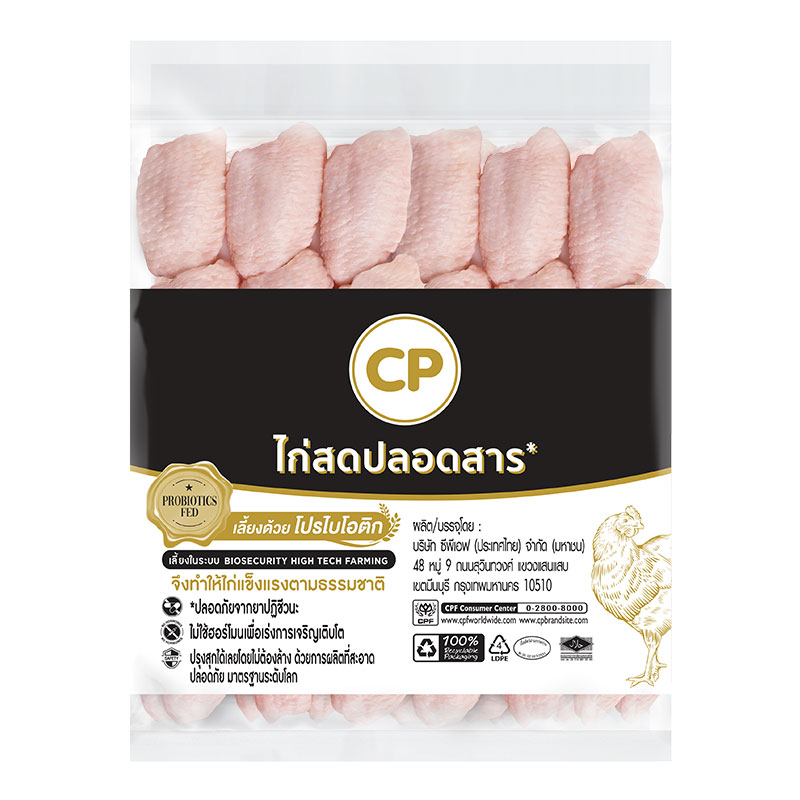 CP
ไก่สดปลอดสาร*
PROBIOTICS
FED
เลี้ยงด้วย โปรไบโอติก
เลี้ยงในระบบ BIOSECURITY HIGH TECH FARMING
จึงทำให้ไก่แข็งแรงตามธรรมชาติ
*ปลอดภัยจากยาปฏิชีวนะ
ไม่ใช้ฮอร์โมนเพื่อเร่งการเจริญเติบโต
SAFETY
ปรุงสุกได้เลยโดยไม่ต้องล้าง ด้วยการผลิตที่สะอาด
ปลอดภัย มาตรฐานระดับโลก
ผลิต/บรรจุโดย :
บริษัท ซีพีเอฟ (ประเทศไทย) จำกัด (มหาชน)
48 หมู่ 9 ถนนสุวินทวงศ์ แขวงแสนแสบ
เขตมีนบุรี กรุงเทพมหานคร 10510
CPF
CPF Consumer Center 0-2800-8000
www.cpfworldwide.com www.cpbrandsite.com
100%
Recyclable
Packaging
4
LDPE